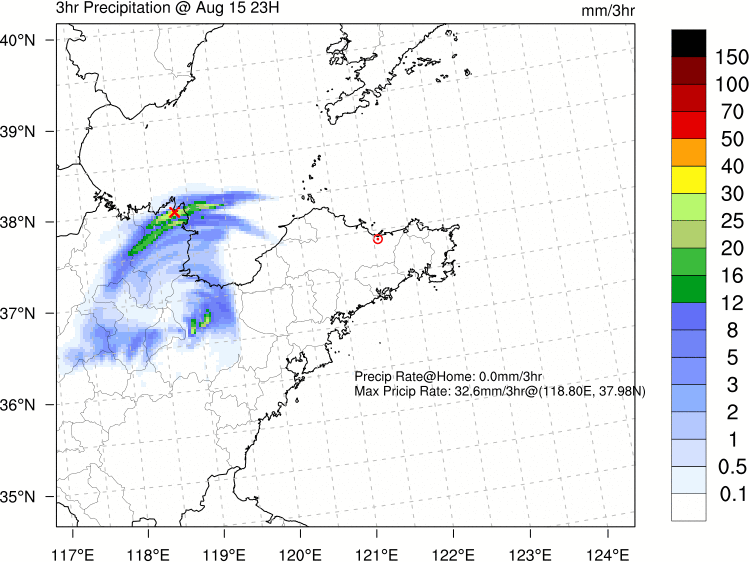 3hr Precipitation @ Aug 15 23H
mm/3hr
40°N
39°N
38°N
37°N
36°N
35°N
117°E
118°E
119°E
120°E
121°E
122°E
123°E
124°E
Precip Rate@Home: 0.0mm/3hr
Max Pricip Rate: 32.6mm/3hr@(118.80E, 37.98N)
150
100
70
50
40
30
25
20
16
12
8
5
3
2
1
0.5
0.1